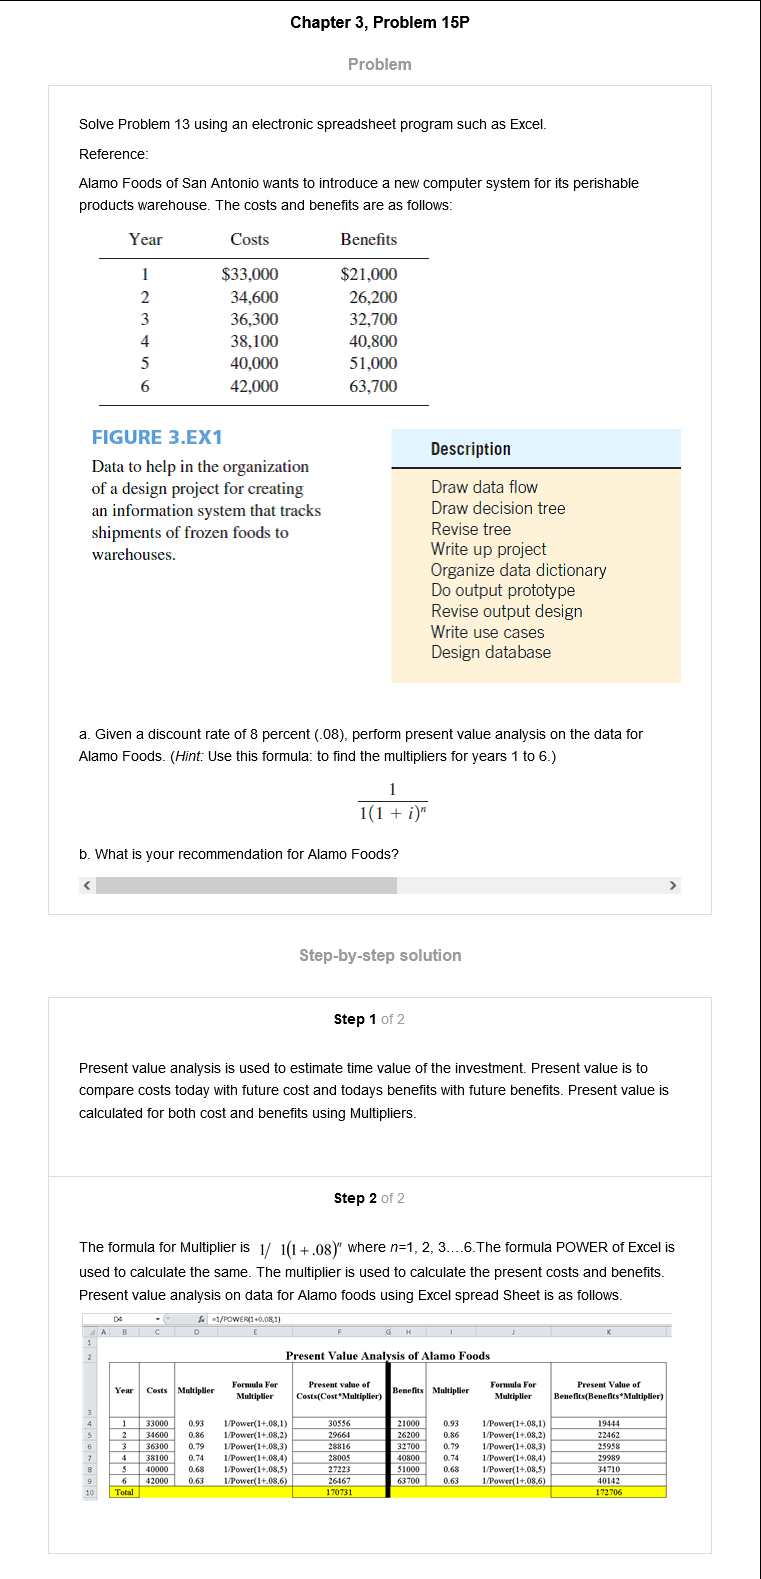 Chapter 3, Problem 15P
Problem
Solve Problem 13 using an electronic spreadsheet program such as Excel.
Reference:
Alamo Foods of San Antonio wants to introduce a new computer system for its perishable
products warehouse. The costs and benefits are as follows:
Year Costs Benefits
1 $33,000 $21,000
2 34,600 26,200
3 36,300 32,700
4 38,100 40,800
5 40,000 51,000
6 42,000 63,700
FIGURE 3.EX1
Data to help in the organization
of a design project for creating
an information system that tracks
shipments of frozen foods to
warehouses.
Description
Draw data flow
Draw decision tree
Revise tree
Write up project
Organize data dictionary
Do output prototype
Revise output design
Write use cases
Design database
a. Given a discount rate of 8 percent (.08), perform present value analysis on the data for
Alamo Foods. (Hint: Use this formula: to find the multipliers for years 1 to 6.)
1
1(1 + i)ⁿ
b. What is your recommendation for Alamo Foods?
Step-by-step solution
Step 1 of 2
Present value analysis is used to estimate time value of the investment. Present value is to
compare costs today with future cost and todays benefits with future benefits. Present value is
calculated for both cost and benefits using Multipliers.
Step 2 of 2
The formula for Multiplier is 1/ 1(1+.08)ⁿ where n=1, 2, 3....6.The formula POWER of Excel is
used to calculate the same. The multiplier is used to calculate the present costs and benefits.
Present value analysis on data for Alamo foods using Excel spread Sheet is as follows.
D4 fx =1/POWER(1+0.08,1)
A B C D E F G H I J K
1
2 Present Value Analysis of Alamo Foods
Formula For Present value of Formula For Present Value of
Year Costs Multiplier Multiplier Costs(Cost*Multiplier) Benefits Multiplier Multiplier Benefits(Benefits*Multiplier)
3
4 1 33000 0.93 1/Power(1+.08,1) 30556 21000 0.93 1/Power(1+.08,1) 19444
5 2 34600 0.86 1/Power(1+.08,2) 29664 26200 0.86 1/Power(1+.08,2) 22462
6 3 36300 0.79 1/Power(1+.08,3) 28816 32700 0.79 1/Power(1+.08,3) 25958
7 4 38100 0.74 1/Power(1+.08,4) 28005 40800 0.74 1/Power(1+.08,4) 29989
8 5 40000 0.68 1/Power(1+.08,5) 27223 51000 0.68 1/Power(1+.08,5) 34710
9 6 42000 0.63 1/Power(1+.08,6) 26467 63700 0.63 1/Power(1+.08,6) 40142
10 Total 170731 172706